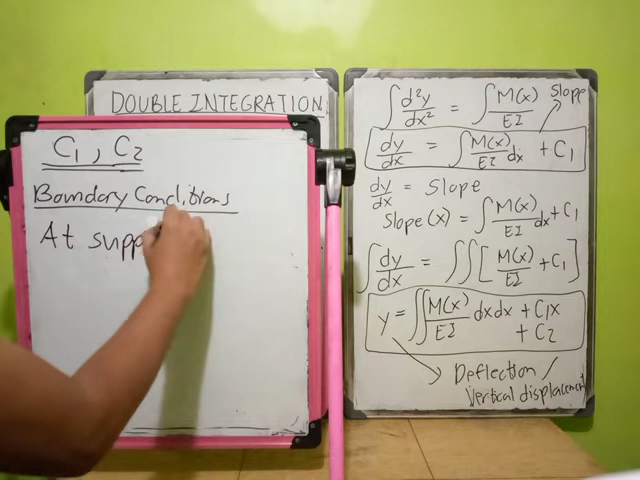 DOUBLE INTEGRATION
C₁, C₂
Boundary Conditions
At supp
∫ d²y/dx² = ∫ M(x)/EI
Slope
dy/dx = ∫ M(x)/EI dx + C₁
dy/dx = Slope
Slope(x) = ∫ M(x)/EI dx + C₁
∫ dy/dx = ∫∫ [ M(x)/EI + C₁ ]
y = ∫∫ M(x)/EI dxdx + C₁x
+ C₂
Deflection /
Vertical displacement